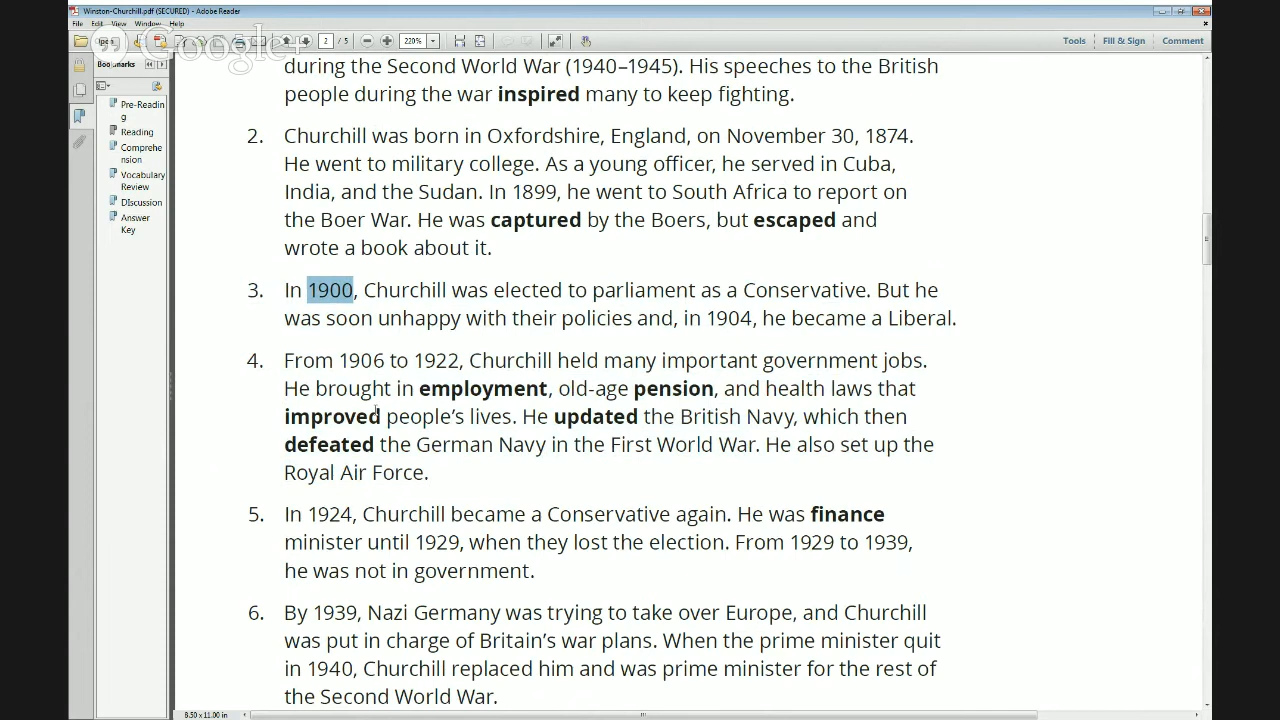 Winston-Churchill.pdf (SECURED) - Adobe Reader
File Edit View Window Help
Open 2 / 5 220% Tools Fill & Sign Comment
Google+
Bookmarks
Pre-Readin
g
Reading
Comprehe
nsion
Vocabulary
Review
DIscussion
Answer
Key
during the Second World War (1940–1945). His speeches to the British
people during the war inspired many to keep fighting.
2. Churchill was born in Oxfordshire, England, on November 30, 1874.
He went to military college. As a young officer, he served in Cuba,
India, and the Sudan. In 1899, he went to South Africa to report on
the Boer War. He was captured by the Boers, but escaped and
wrote a book about it.
3. In 1900, Churchill was elected to parliament as a Conservative. But he
was soon unhappy with their policies and, in 1904, he became a Liberal.
4. From 1906 to 1922, Churchill held many important government jobs.
He brought in employment, old-age pension, and health laws that
improved people's lives. He updated the British Navy, which then
defeated the German Navy in the First World War. He also set up the
Royal Air Force.
5. In 1924, Churchill became a Conservative again. He was finance
minister until 1929, when they lost the election. From 1929 to 1939,
he was not in government.
6. By 1939, Nazi Germany was trying to take over Europe, and Churchill
was put in charge of Britain's war plans. When the prime minister quit
in 1940, Churchill replaced him and was prime minister for the rest of
the Second World War.
8.50 x 11.00 in